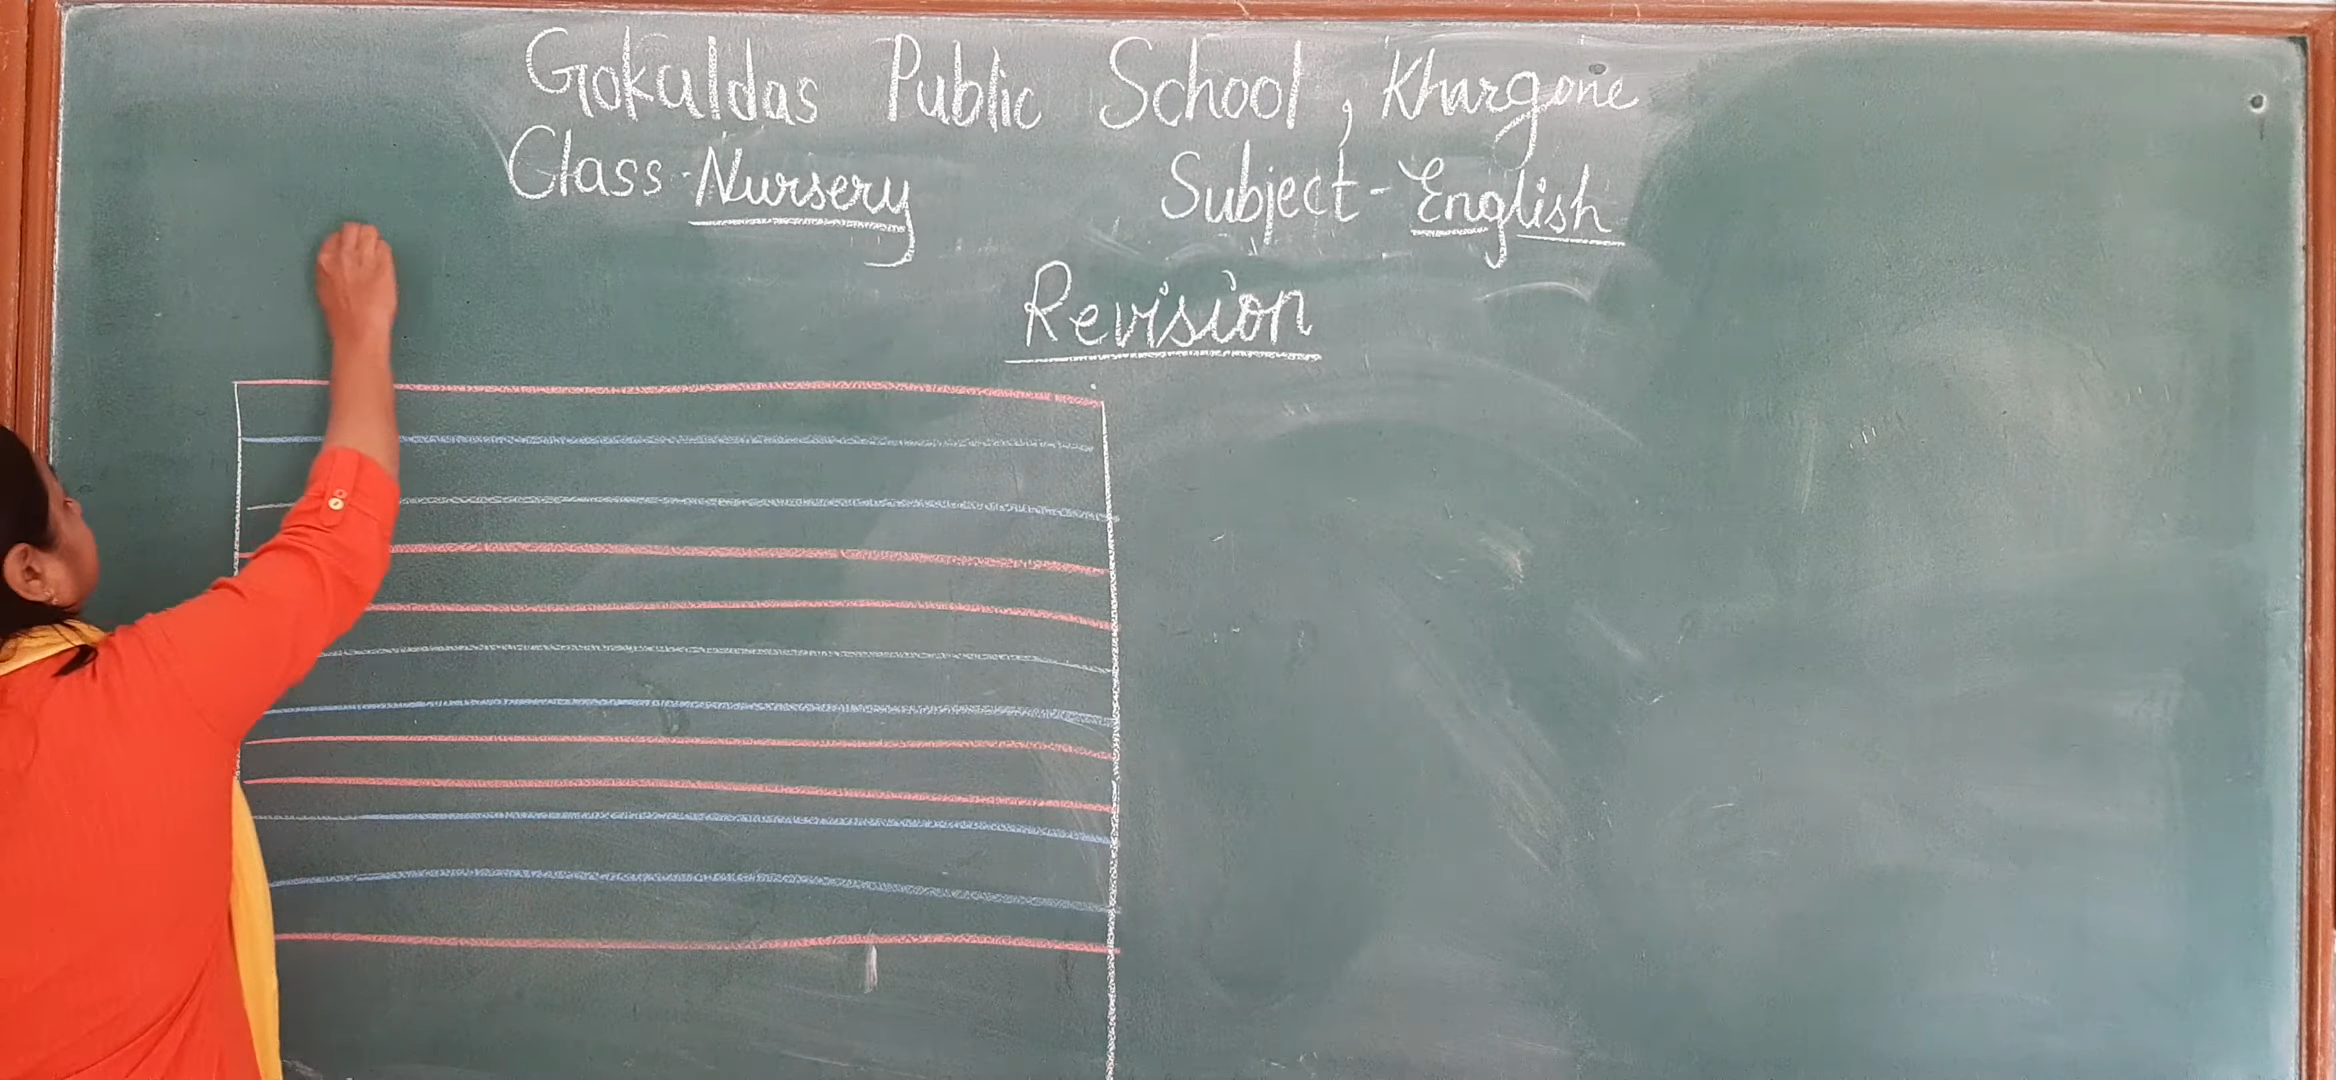 Gokuldas Public School, Khargone
Class-Nursery Subject-English
Revision